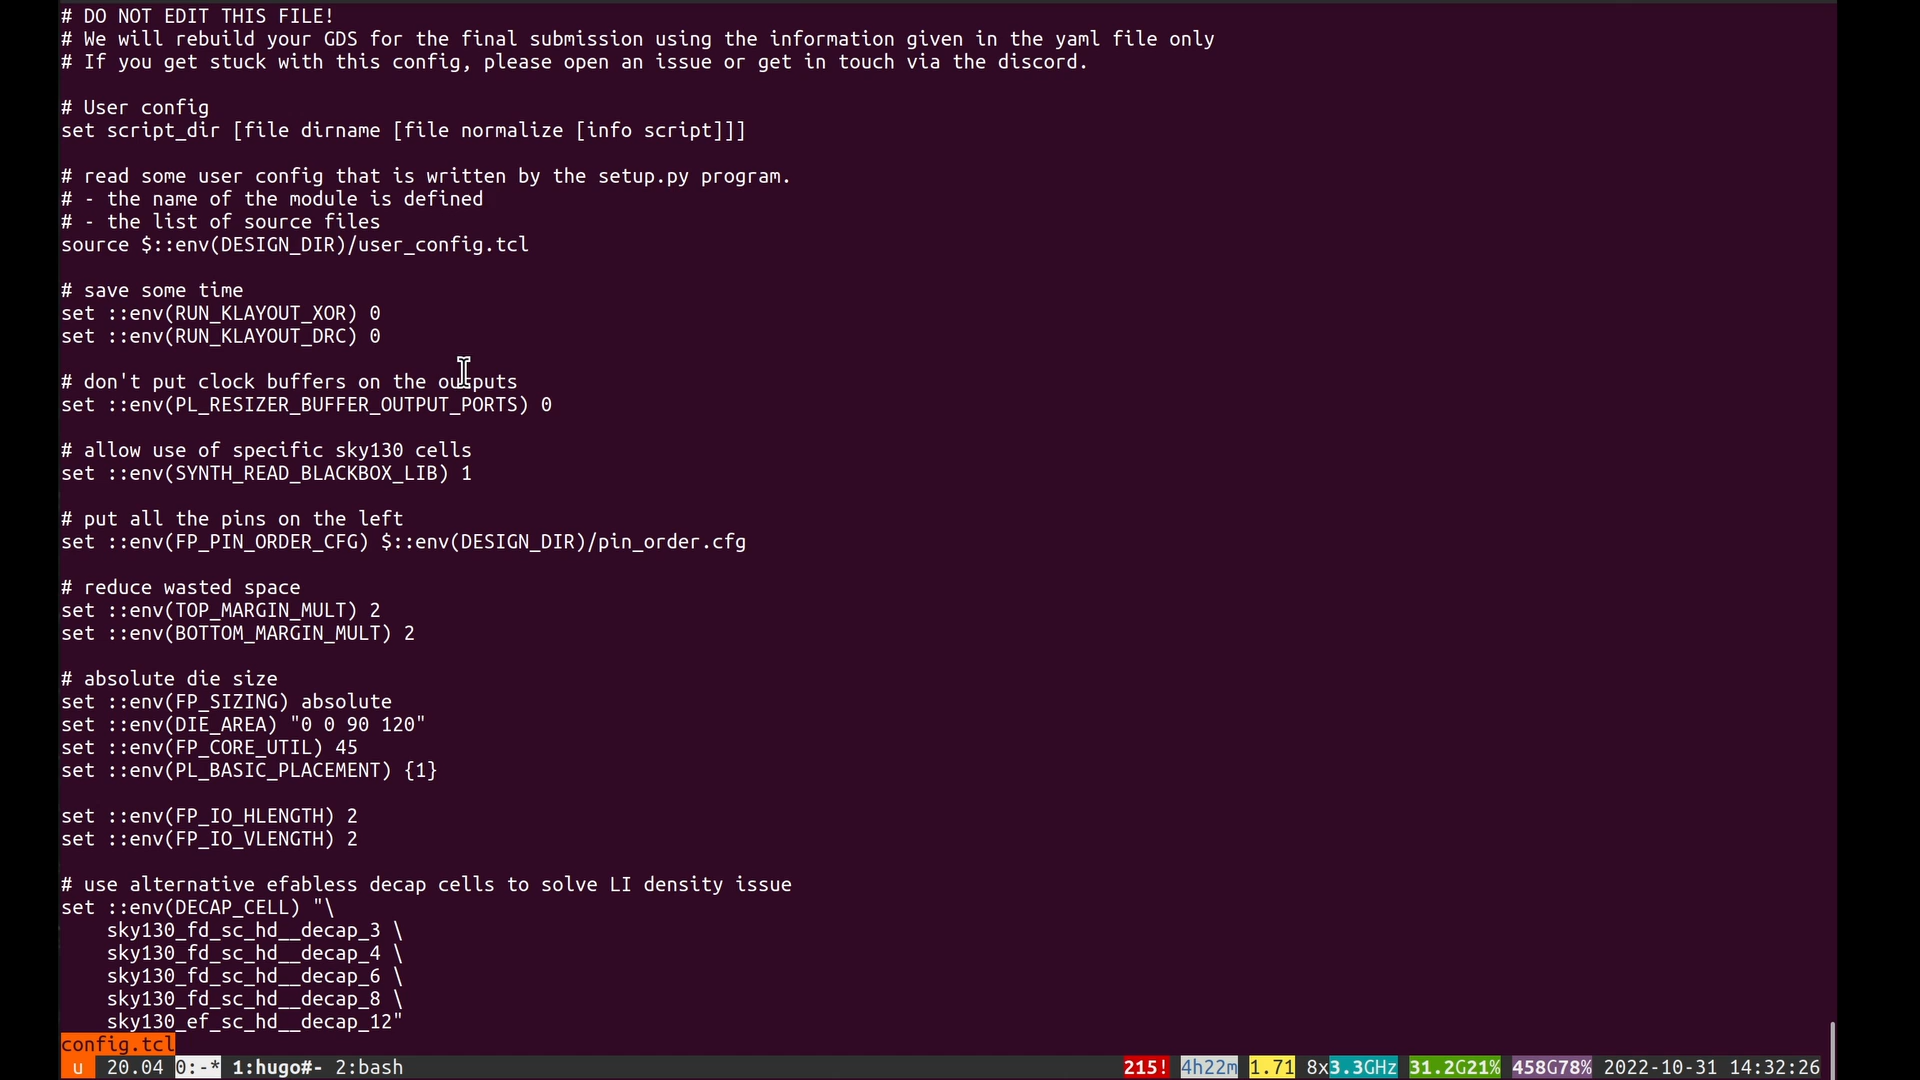 # DO NOT EDIT THIS FILE!
# We will rebuild your GDS for the final submission using the information given in the yaml file only
# If you get stuck with this config, please open an issue or get in touch via the discord.
# User config
set script_dir [file dirname [file normalize [info script]]]
# read some user config that is written by the setup.py program.
# - the name of the module is defined
# - the list of source files
source $::env(DESIGN_DIR)/user_config.tcl
# save some time
set ::env(RUN_KLAYOUT_XOR) 0
set ::env(RUN_KLAYOUT_DRC) 0
# don't put clock buffers on the outputs
set ::env(PL_RESIZER_BUFFER_OUTPUT_PORTS) 0
# allow use of specific sky130 cells
set ::env(SYNTH_READ_BLACKBOX_LIB) 1
# put all the pins on the left
set ::env(FP_PIN_ORDER_CFG) $::env(DESIGN_DIR)/pin_order.cfg
# reduce wasted space
set ::env(TOP_MARGIN_MULT) 2
set ::env(BOTTOM_MARGIN_MULT) 2
# absolute die size
set ::env(FP_SIZING) absolute
set ::env(DIE_AREA) "0 0 90 120"
set ::env(FP_CORE_UTIL) 45
set ::env(PL_BASIC_PLACEMENT) {1}
set ::env(FP_IO_HLENGTH) 2
set ::env(FP_IO_VLENGTH) 2
# use alternative efabless decap cells to solve LI density issue
set ::env(DECAP_CELL) "\
    sky130_fd_sc_hd__decap_3 \
    sky130_fd_sc_hd__decap_4 \
    sky130_fd_sc_hd__decap_6 \
    sky130_fd_sc_hd__decap_8 \
    sky130_ef_sc_hd__decap_12"
config.tcl
u 20.04 0:-* 1:hugo#- 2:bash 215! 4h22m 1.71 8x3.3GHz 31.2G21% 458G78% 2022-10-31 14:32:26